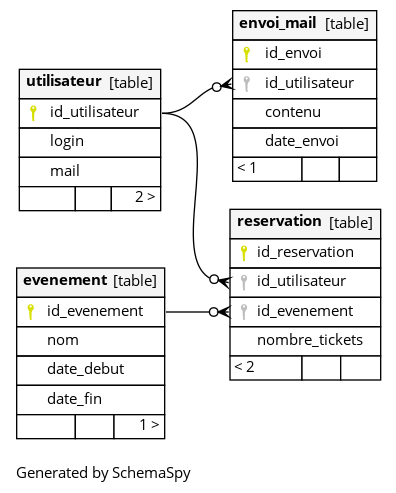 utilisateur [table]
id_utilisateur
login
mail
2 >
envoi_mail [table]
id_envoi
id_utilisateur
contenu
date_envoi
< 1
reservation [table]
id_reservation
id_utilisateur
id_evenement
nombre_tickets
< 2
evenement [table]
id_evenement
nom
date_debut
date_fin
1 >
Generated by SchemaSpy